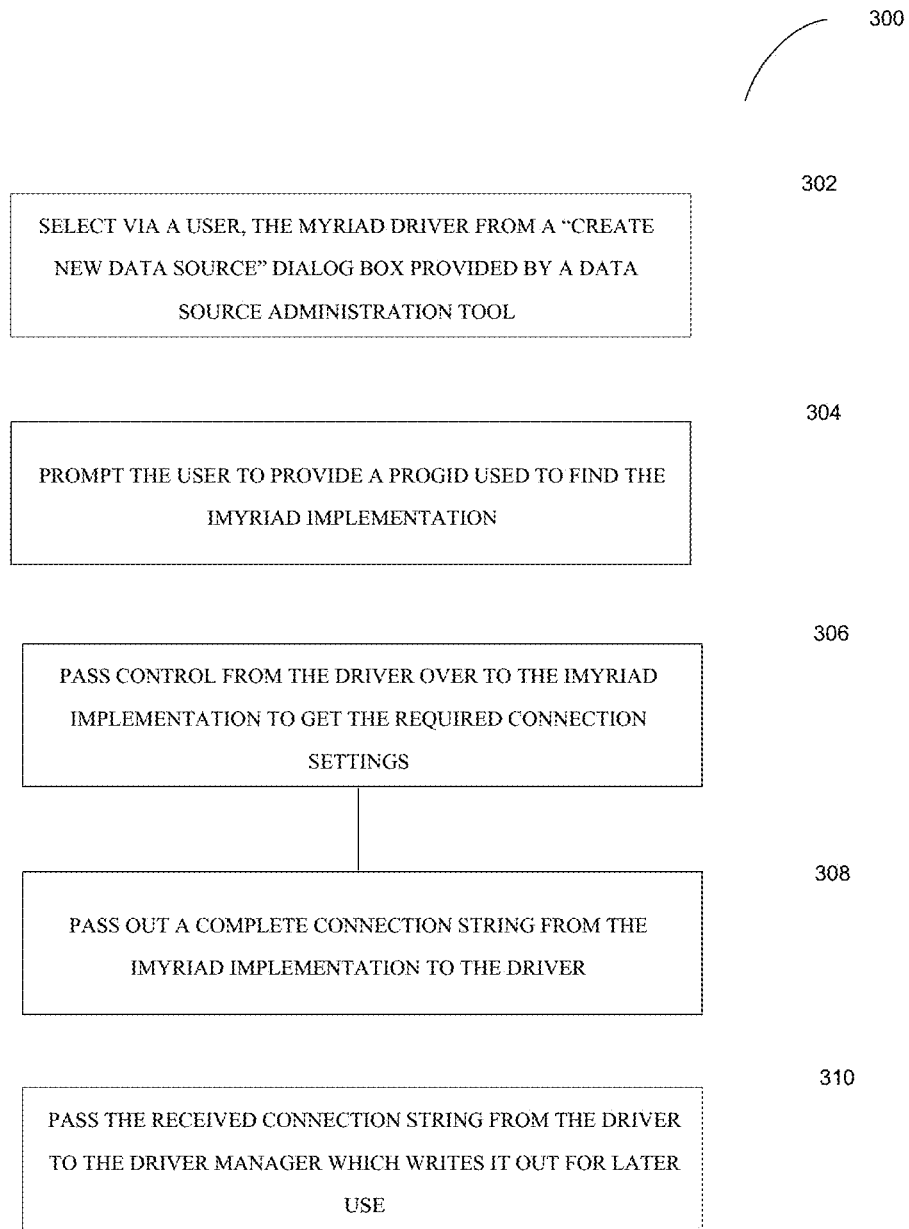 300
302
SELECT VIA A USER, THE MYRIAD DRIVER FROM A “CREATE
NEW DATA SOURCE” DIALOG BOX PROVIDED BY A DATA
SOURCE ADMINISTRATION TOOL
304
PROMPT THE USER TO PROVIDE A PROGID USED TO FIND THE
IMYRIAD IMPLEMENTATION
306
PASS CONTROL FROM THE DRIVER OVER TO THE IMYRIAD
IMPLEMENTATION TO GET THE REQUIRED CONNECTION
SETTINGS
308
PASS OUT A COMPLETE CONNECTION STRING FROM THE
IMYRIAD IMPLEMENTATION TO THE DRIVER
310
PASS THE RECEIVED CONNECTION STRING FROM THE DRIVER
TO THE DRIVER MANAGER WHICH WRITES IT OUT FOR LATER
USE